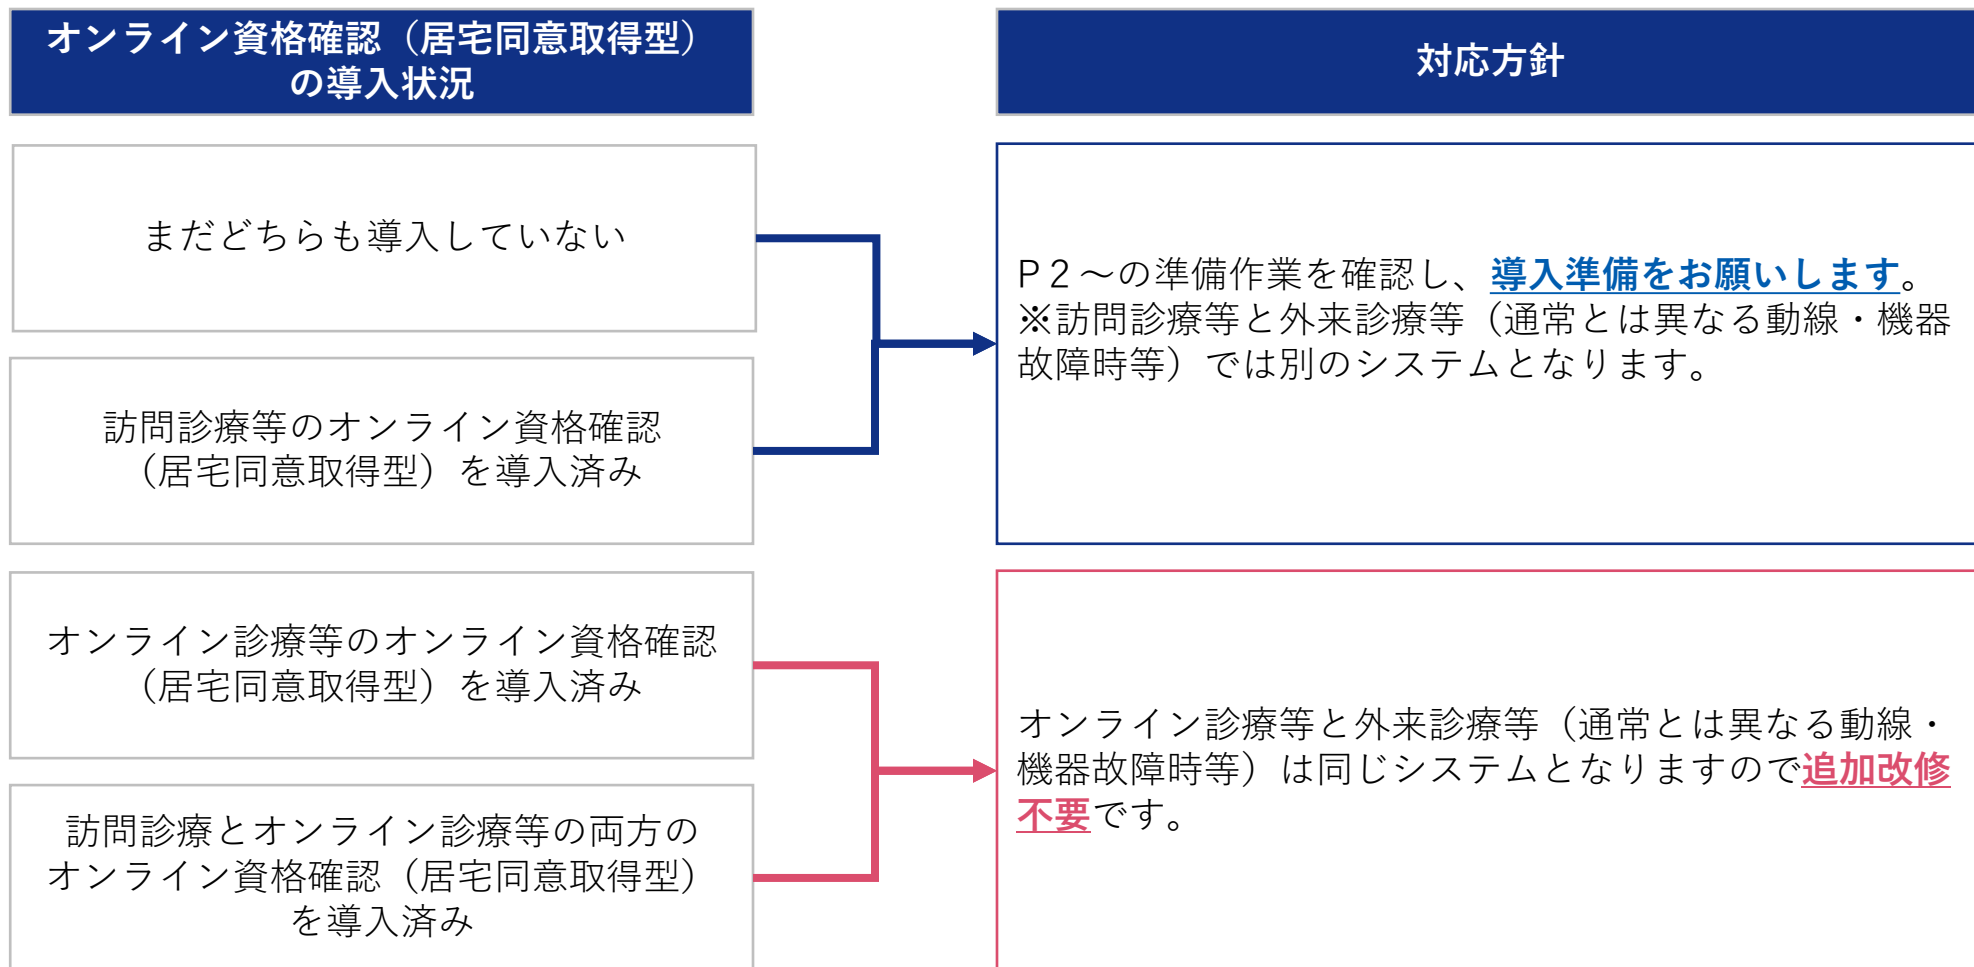 オンライン資格確認（居宅同意取得型）
の導入状況
対応方針
まだどちらも導入していない
訪問診療等のオンライン資格確認
（居宅同意取得型）を導入済み
P２～の準備作業を確認し、導入準備をお願いします。
※訪問診療等と外来診療等（通常とは異なる動線・機器
故障時等）では別のシステムとなります。
オンライン診療等のオンライン資格確認
（居宅同意取得型）を導入済み
訪問診療とオンライン診療等の両方の
オンライン資格確認（居宅同意取得型）
を導入済み
オンライン診療等と外来診療等（通常とは異なる動線・
機器故障時等）は同じシステムとなりますので追加改修
不要です。